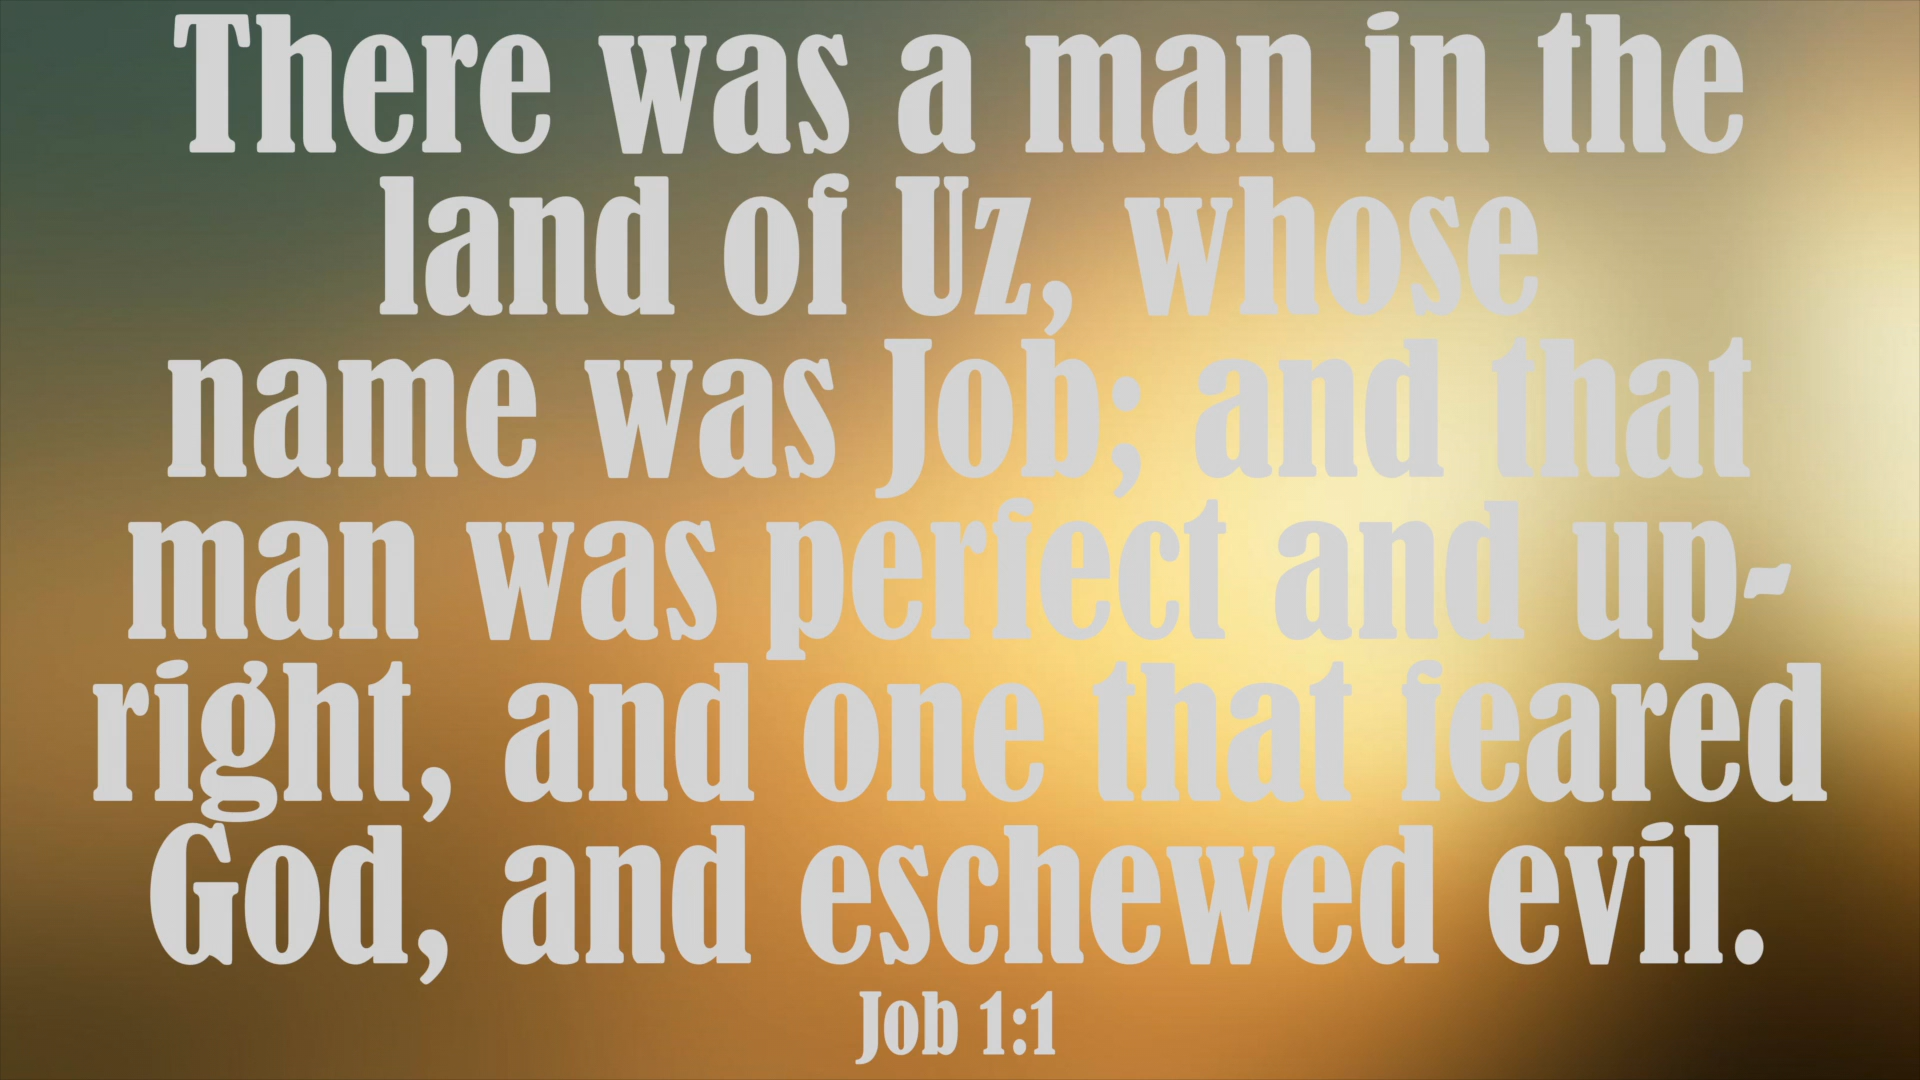 There was a man in the
land of Uz, whose
name was Job; and that
man was perfect and up-
right, and one that feared
God, and eschewed evil.
Job 1:1